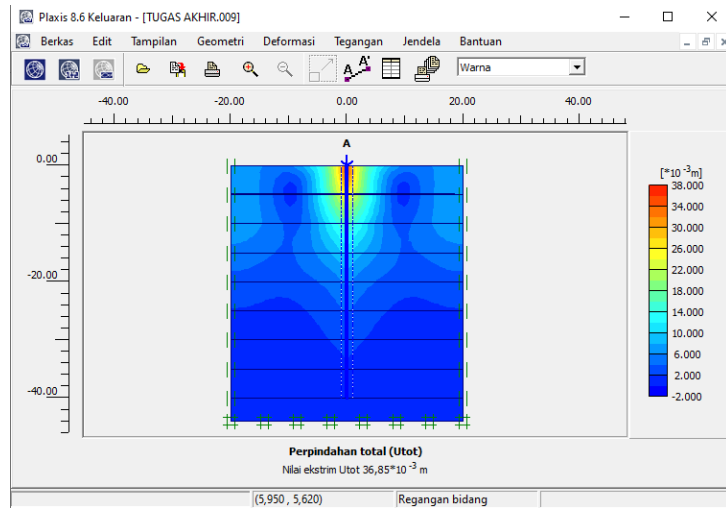 Plaxis 8.6 Keluaran - [TUGAS AKHIR.009]
Berkas Edit Tampilan Geometri Deformasi Tegangan Jendela Bantuan
A A' Warna
-40.00 -20.00 0.00 20.00 40.00
A
0.00
-20.00
-40.00
[*10⁻³m]
38.000
34.000
30.000
26.000
22.000
18.000
14.000
10.000
6.000
2.000
-2.000
Perpindahan total (Utot)
Nilai ekstrim Utot 36,85*10⁻³ m
(5,950 , 5,620) Regangan bidang